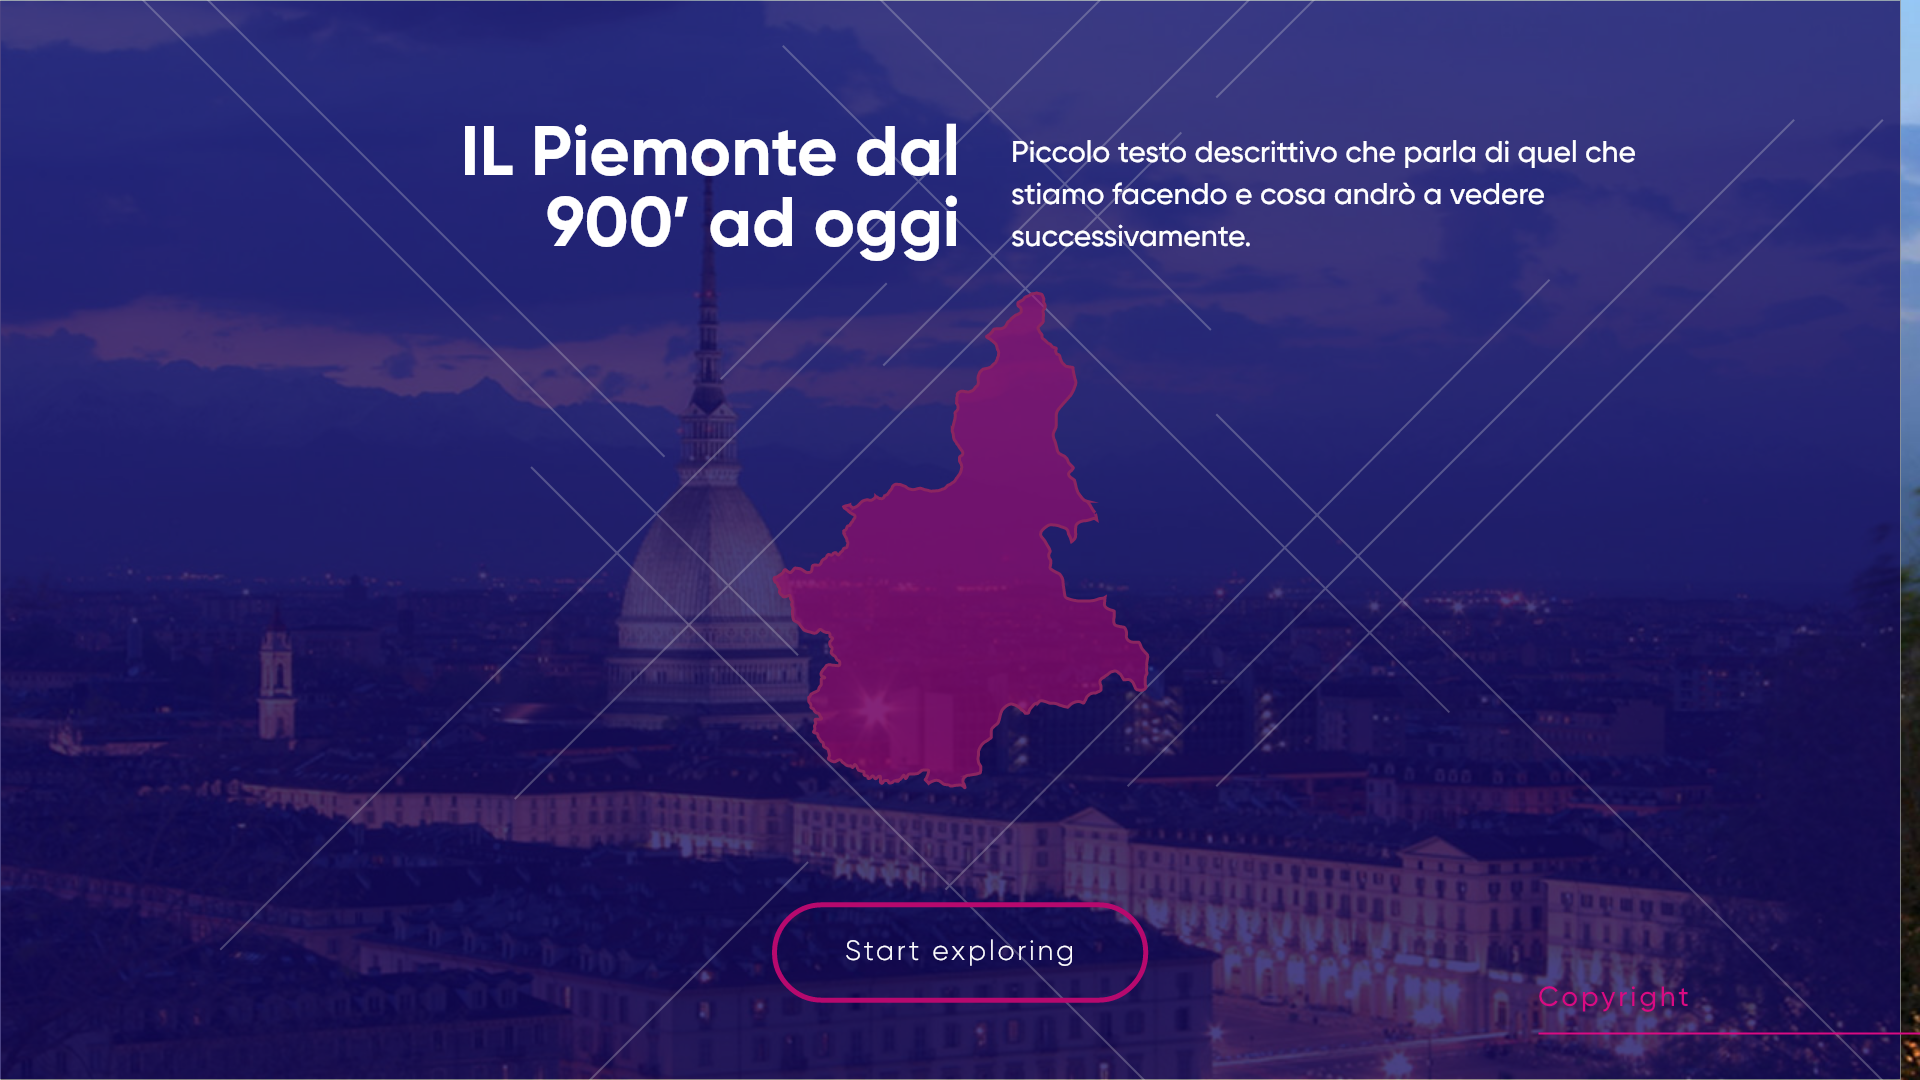 IL Piemonte dal
900’ ad oggi
Piccolo testo descrittivo che parla di quel che
stiamo facendo e cosa andrò a vedere
successivamente.
Start exploring
Copyright